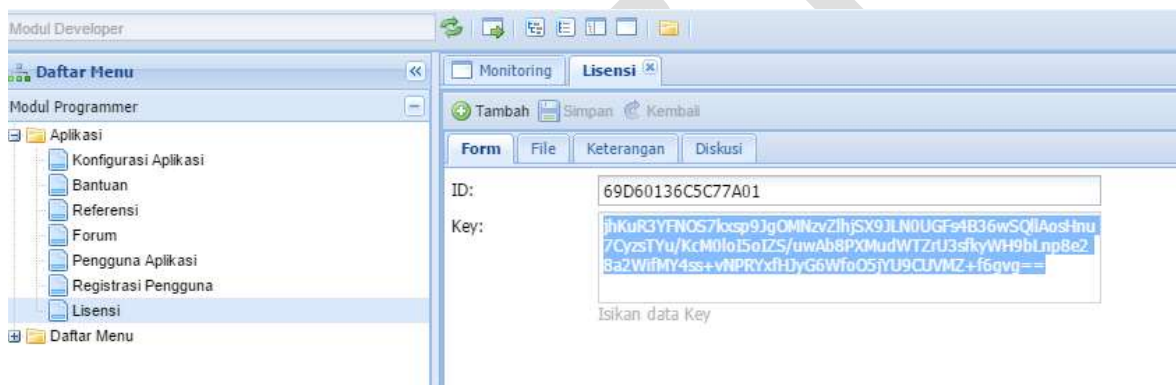 Modul Developer
Daftar Menu
Modul Programmer
Aplikasi
Konfigurasi Aplikasi
Bantuan
Referensi
Forum
Pengguna Aplikasi
Registrasi Pengguna
Lisensi
Daftar Menu
Monitoring Lisensi
Tambah Simpan Kembali
Form File Keterangan Diskusi
ID: 69D60136C5C77A01
Key:
Isikan data Key